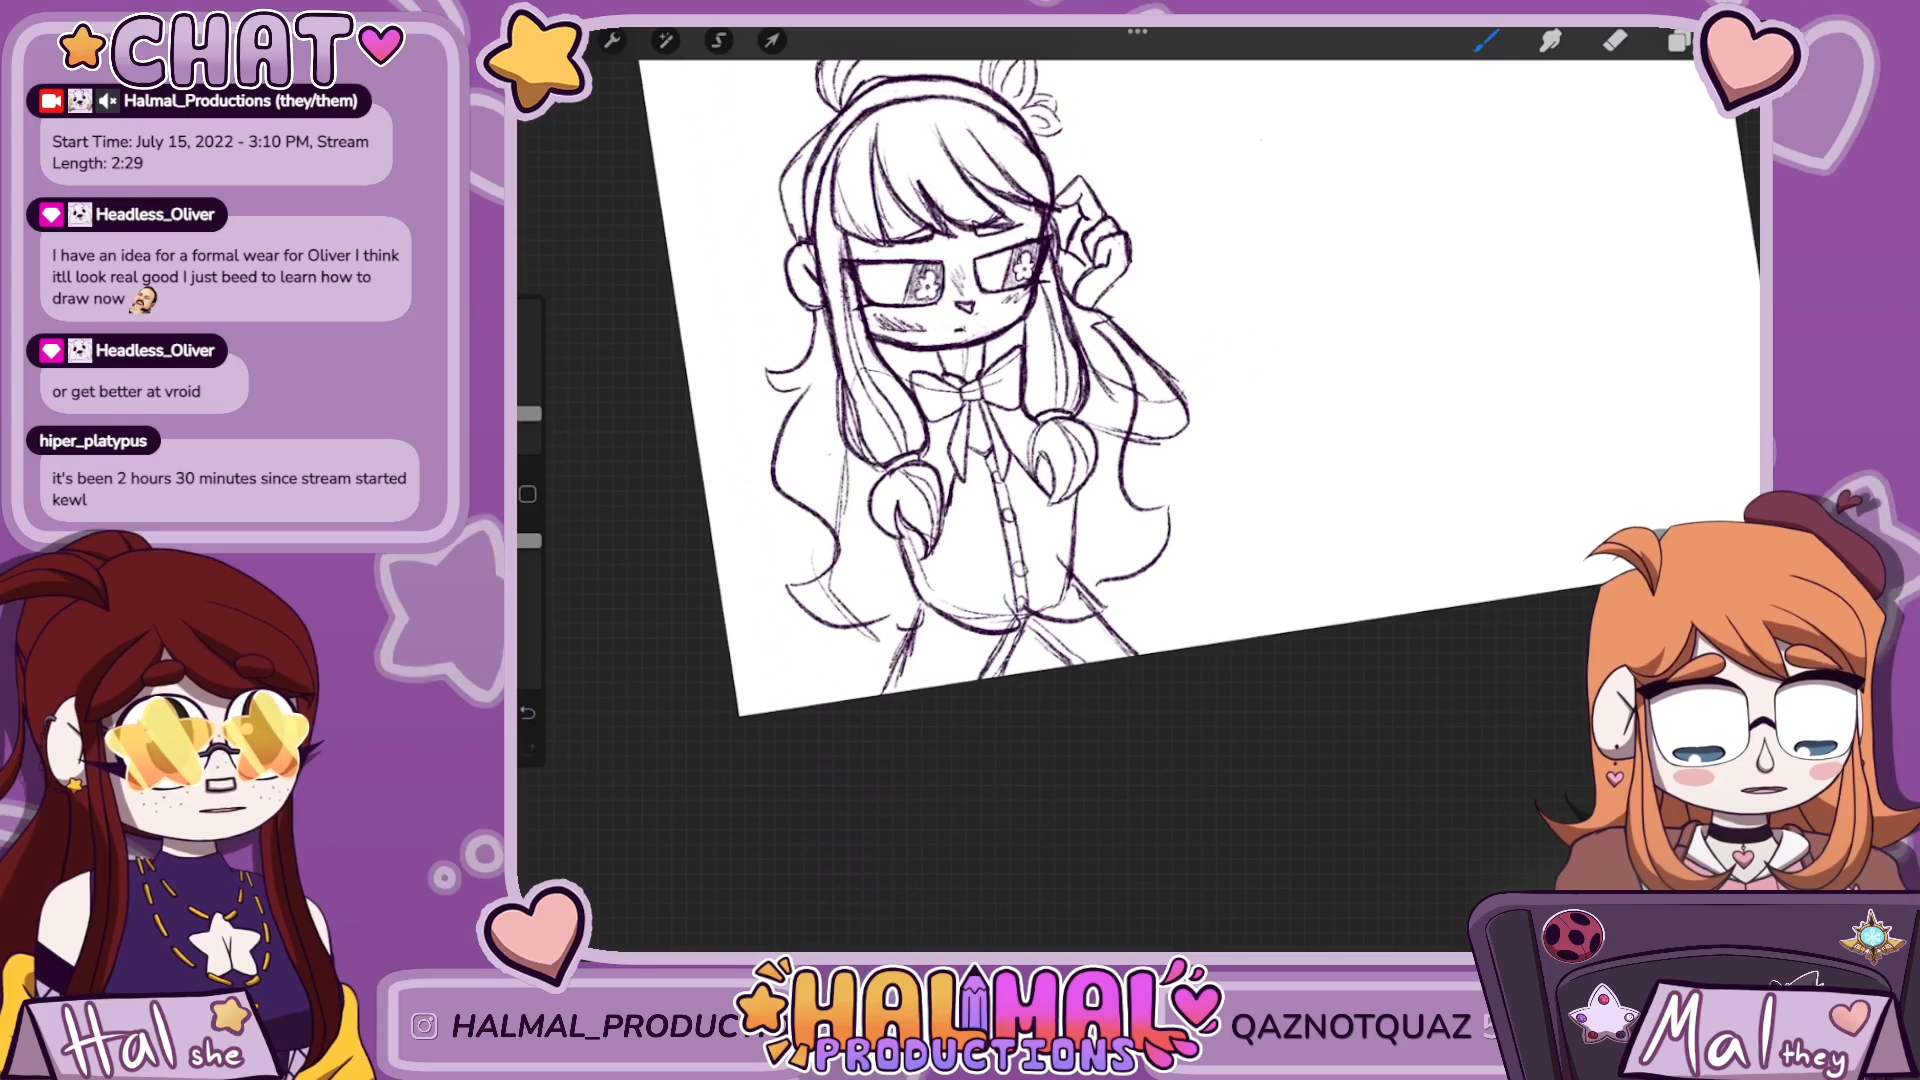 CHAT
Halmal_Productions (they/them)
Start Time: July 15, 2022 - 3:10 PM, Stream
Length: 2:29
Headless_Oliver
I have an idea for a formal wear for Oliver I think
itll look real good I just beed to learn how to
draw now
Headless_Oliver
or get better at vroid
hiper_platypus
it's been 2 hours 30 minutes since stream started
kewl
Hal she
HALMAL_PRODUC
HALMAL
PRODUCTIONS
QAZNOTQUAZ
Mal they